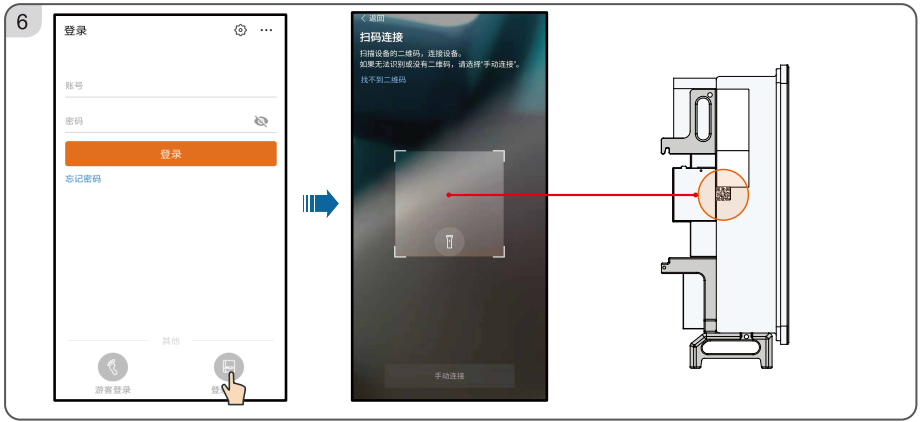 6
登录
账号
密码
登录
忘记密码
其他
游客登录
登
< 返回
扫码连接
扫描设备的二维码，连接设备。
如果无法识别或没有二维码，请选择“手动连接”。
找不到二维码
手动连接